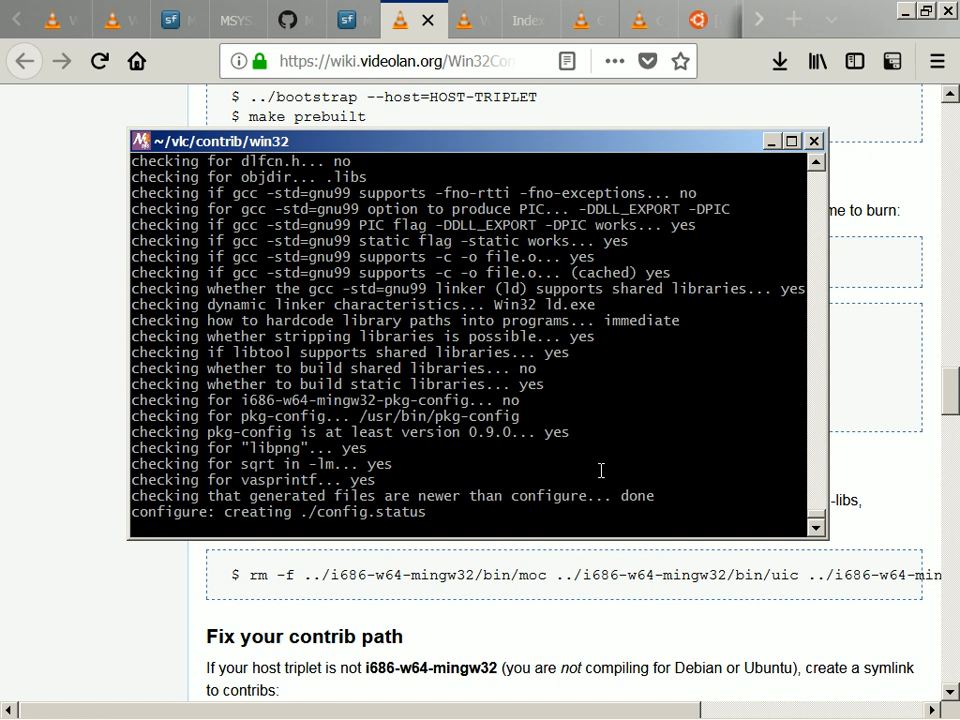 MSYS
Index
https://wiki.videolan.org/Win32Con
$ ../bootstrap --host=HOST-TRIPLET
$ make prebuilt
~/vlc/contrib/win32
checking for dlfcn.h... no
checking for objdir... .libs
checking if gcc -std=gnu99 supports -fno-rtti -fno-exceptions... no
checking for gcc -std=gnu99 option to produce PIC... -DDLL_EXPORT -DPIC
checking if gcc -std=gnu99 PIC flag -DDLL_EXPORT -DPIC works... yes
checking if gcc -std=gnu99 static flag -static works... yes
checking if gcc -std=gnu99 supports -c -o file.o... yes
checking if gcc -std=gnu99 supports -c -o file.o... (cached) yes
checking whether the gcc -std=gnu99 linker (ld) supports shared libraries... yes
checking dynamic linker characteristics... Win32 ld.exe
checking how to hardcode library paths into programs... immediate
checking whether stripping libraries is possible... yes
checking if libtool supports shared libraries... yes
checking whether to build shared libraries... no
checking whether to build static libraries... yes
checking for i686-w64-mingw32-pkg-config... no
checking for pkg-config... /usr/bin/pkg-config
checking pkg-config is at least version 0.9.0... yes
checking for "libpng"... yes
checking for sqrt in -lm... yes
checking for vasprintf... yes
checking that generated files are newer than configure... done
configure: creating ./config.status
me to burn:
-libs,
$ rm -f ../i686-w64-mingw32/bin/moc ../i686-w64-mingw32/bin/uic ../i686-w64-min
Fix your contrib path
If your host triplet is not i686-w64-mingw32 (you are not compiling for Debian or Ubuntu), create a symlink
to contribs: